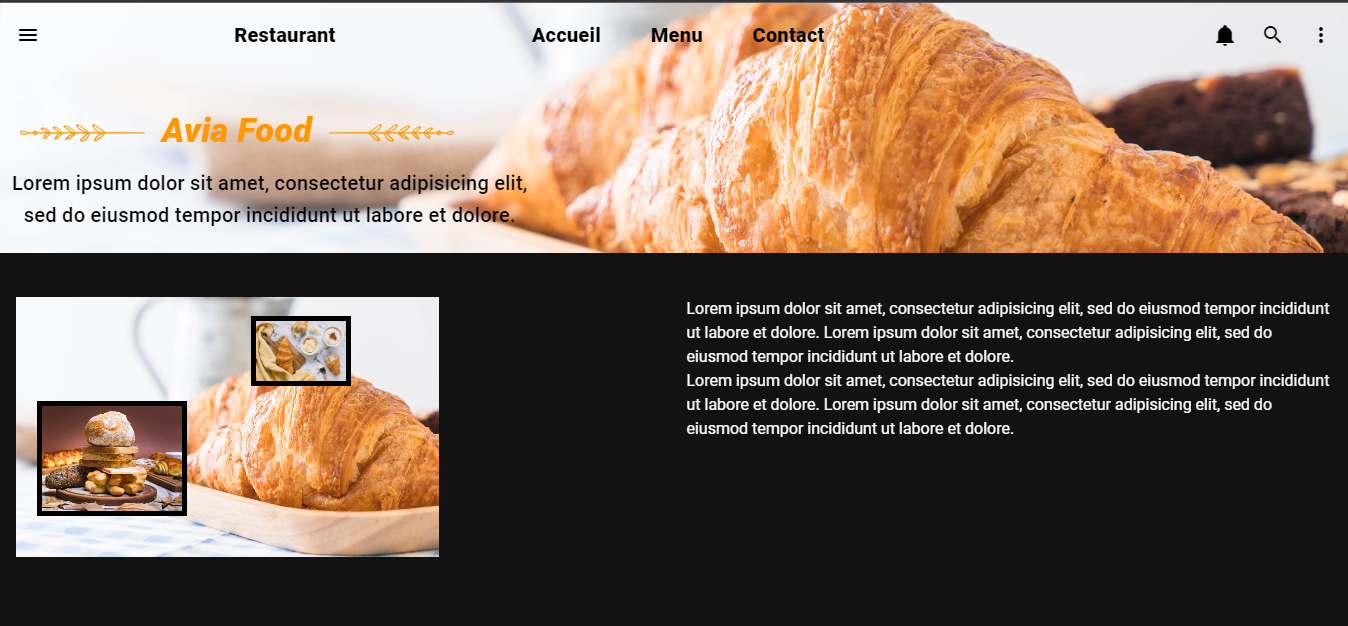 Restaurant Accueil Menu Contact
Avia Food
Lorem ipsum dolor sit amet, consectetur adipisicing elit,
sed do eiusmod tempor incididunt ut labore et dolore.
Lorem ipsum dolor sit amet, consectetur adipisicing elit, sed do eiusmod tempor incididunt
ut labore et dolore. Lorem ipsum dolor sit amet, consectetur adipisicing elit, sed do
eiusmod tempor incididunt ut labore et dolore.
Lorem ipsum dolor sit amet, consectetur adipisicing elit, sed do eiusmod tempor incididunt
ut labore et dolore. Lorem ipsum dolor sit amet, consectetur adipisicing elit, sed do
eiusmod tempor incididunt ut labore et dolore.